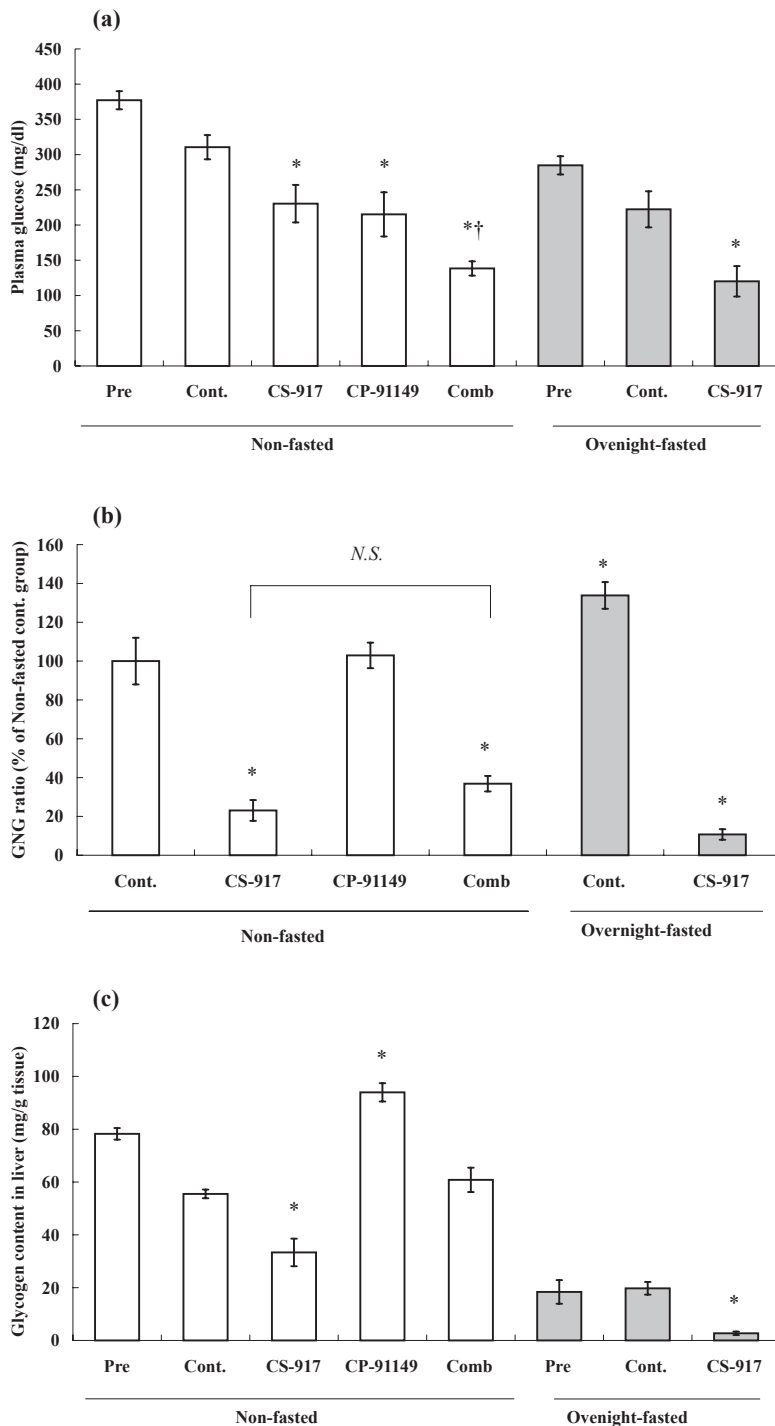 (a)
Plasma glucose (mg/dl)
450
400
350
300
250
200
150
100
50
0
*
*
*†
*
Pre Cont. CS-917 CP-91149 Comb Pre Cont. CS-917
Non-fasted Ovenight-fasted
(b)
GNG ratio (% of Non-fasted cont. group)
160
140
120
100
80
60
40
20
0
N.S.
*
*
*
*
Cont. CS-917 CP-91149 Comb Cont. CS-917
Non-fasted Overnight-fasted
(c)
Glycogen content in liver (mg/g tissue)
120
100
80
60
40
20
0
*
*
*
Pre Cont. CS-917 CP-91149 Comb Pre Cont. CS-917
Non-fasted Ovenight-fasted